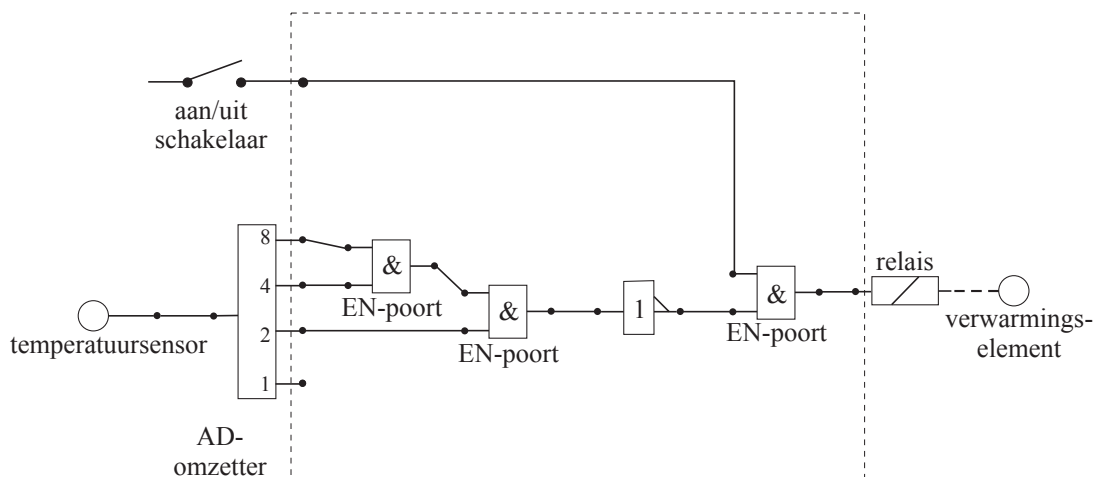 aan/uit
schakelaar
8
&
relais
4
EN-poort
&
1
&
temperatuursensor
2
EN-poort
EN-poort
verwarmings-
element
1
AD-
omzetter